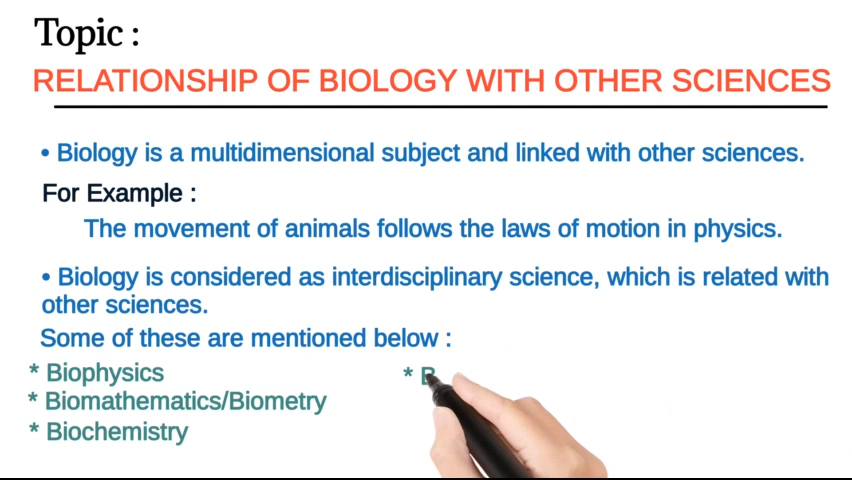 Topic :
RELATIONSHIP OF BIOLOGY WITH OTHER SCIENCES
• Biology is a multidimensional subject and linked with other sciences.
For Example :
The movement of animals follows the laws of motion in physics.
• Biology is considered as interdisciplinary science, which is related with
other sciences.
Some of these are mentioned below :
* Biophysics
* Biomathematics/Biometry
* Biochemistry
* B